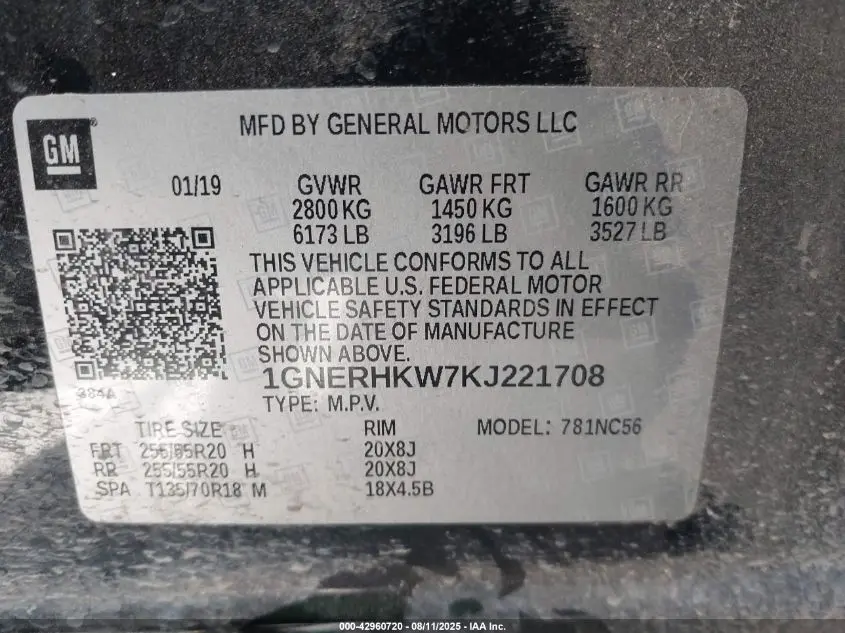 MFD BY GENERAL MOTORS LLC
GM
01/19 GVWR GAWR FRT GAWR RR
2800 KG 1450 KG 1600 KG
6173 LB 3196 LB 3527 LB
THIS VEHICLE CONFORMS TO ALL
APPLICABLE U.S. FEDERAL MOTOR
VEHICLE SAFETY STANDARDS IN EFFECT
ON THE DATE OF MANUFACTURE
SHOWN ABOVE.
1GNERHKW7KJ221708
384A
TYPE: M.P.V.
TIRE SIZE RIM MODEL: 781NC56
FRT 255/55R20 H 20X8J
RR 255/55R20 H 20X8J
SPA T135/70R18 M 18X4.5B
000-42960720 - 08/11/2025 - IAA Inc.